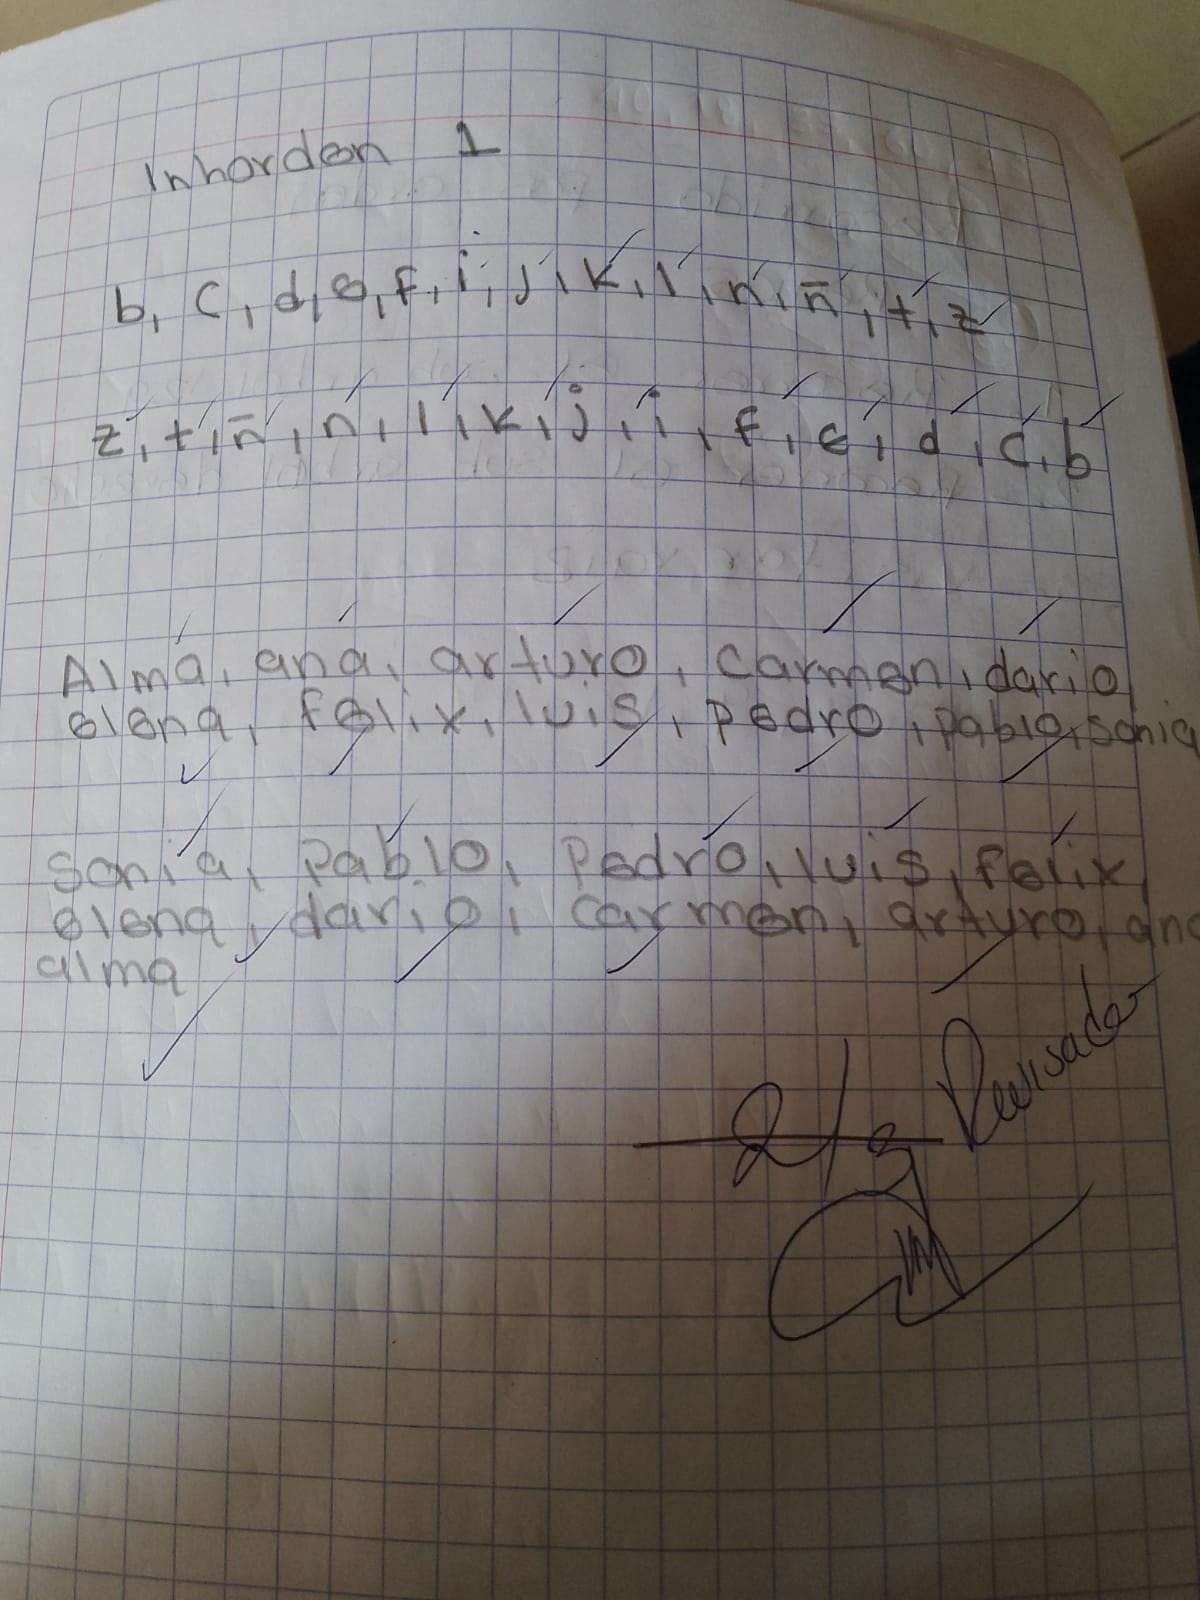 Inhorden 1
b, c, d, e, f, i, j, k, l, n, ñ, t, z
z, t, ñ, n, l, k, j, i, f, e, d, c, b
Alma, ana, arturo, carmen, dario
elena, felix, luis, pedro, pablo, sonia
Sonia, Pablo, Pedro, luis, felix,
elena, dario, carmen, arturo, ana
alma
Revisado